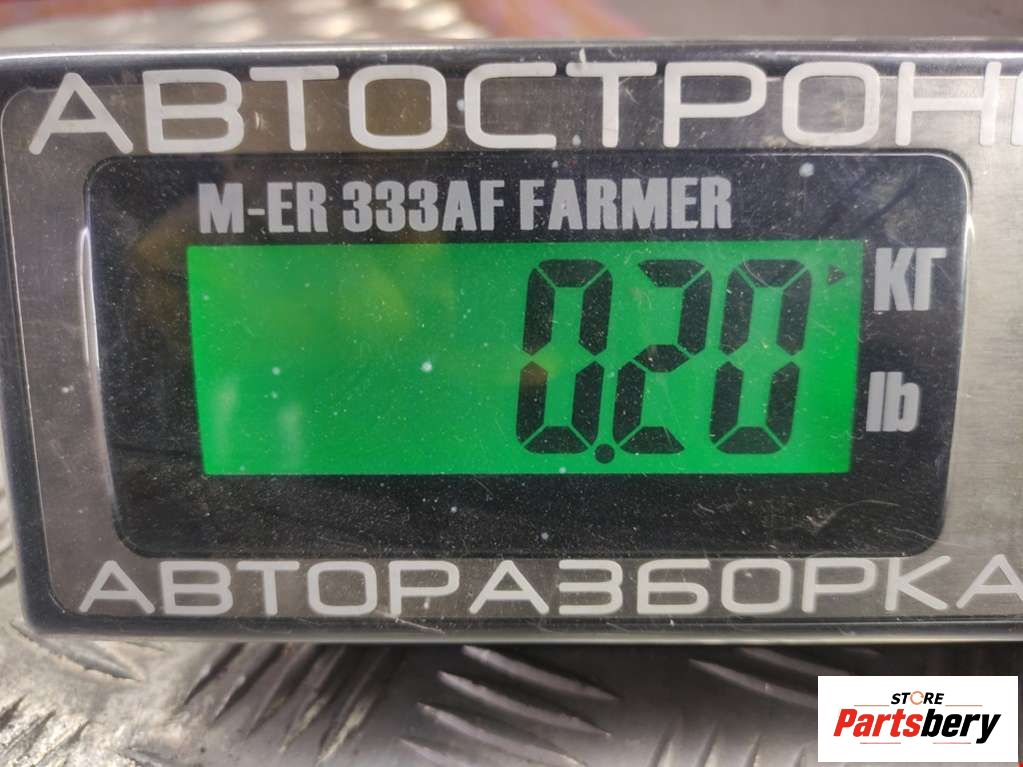 АВТОСТРОН
M-ER 333AF FARMER
0.20
КГ
lb
АВТОРАЗБОРКА
STORE
Partsbery